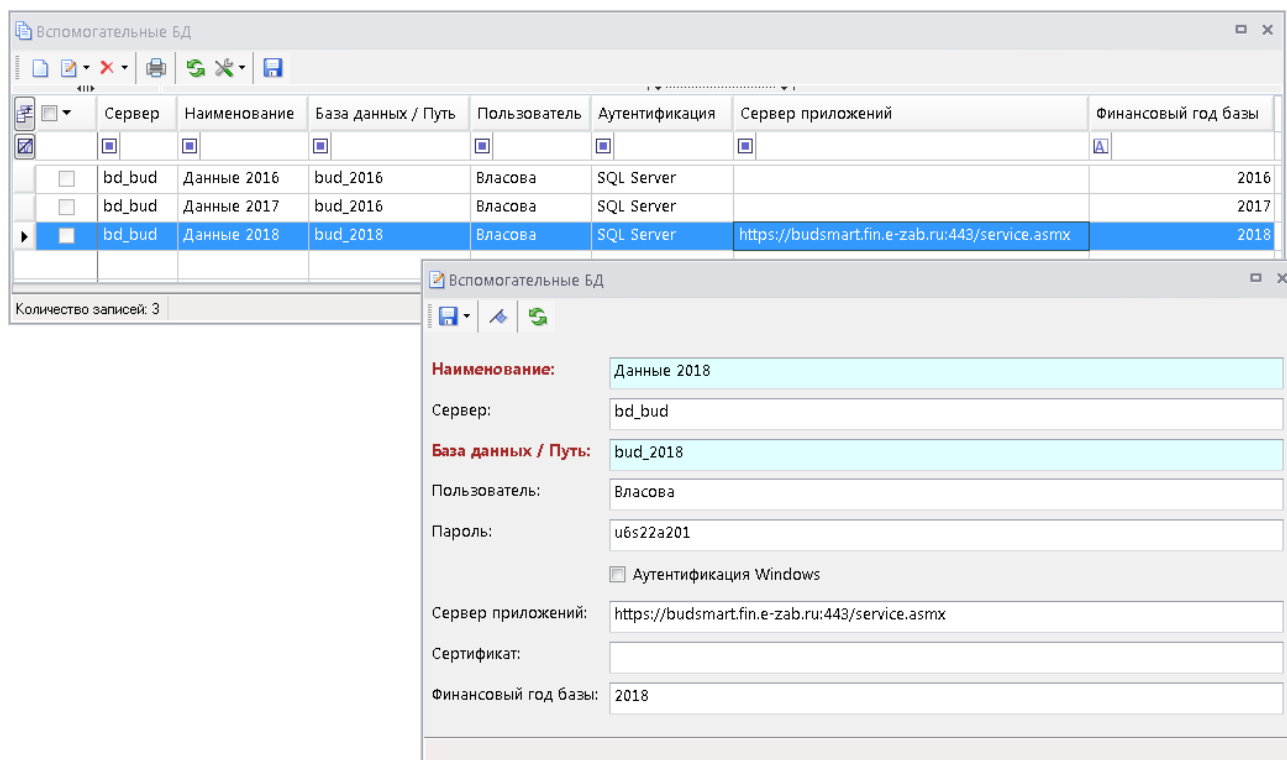 Вспомогательные БД
Сервер Наименование База данных / Путь Пользователь Аутентификация Сервер приложений Финансовый год базы
bd_bud Данные 2016 bud_2016 Власова SQL Server 2016
bd_bud Данные 2017 bud_2016 Власова SQL Server 2017
bd_bud Данные 2018 bud_2018 Власова SQL Server https://budsmart.fin.e-zab.ru:443/service.asmx 2018
Количество записей: 3
Вспомогательные БД
Наименование: Данные 2018
Сервер: bd_bud
База данных / Путь: bud_2018
Пользователь: Власова
Пароль: u6s22a201
Аутентификация Windows
Сервер приложений: https://budsmart.fin.e-zab.ru:443/service.asmx
Сертификат:
Финансовый год базы: 2018